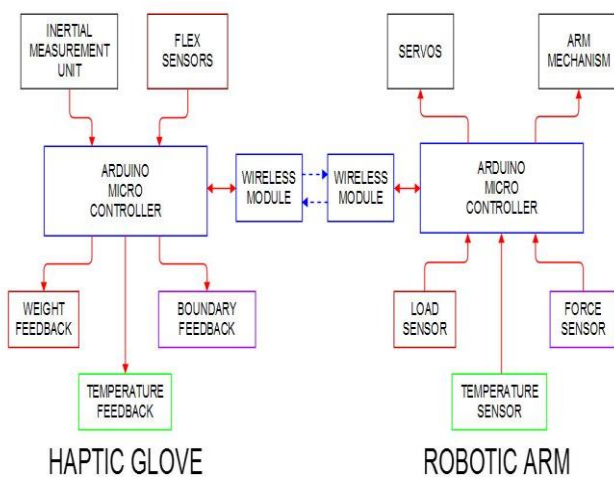 INERTIAL
MEASUREMENT
UNIT
FLEX
SENSORS
SERVOS
ARM
MECHANISM
ARDUINO
MICRO
CONTROLLER
WIRELESS
MODULE
WIRELESS
MODULE
ARDUINO
MICRO
CONTROLLER
WEIGHT
FEEDBACK
BOUNDARY
FEEDBACK
LOAD
SENSOR
FORCE
SENSOR
TEMPERATURE
FEEDBACK
TEMPERATURE
SENSOR
HAPTIC GLOVE
ROBOTIC ARM